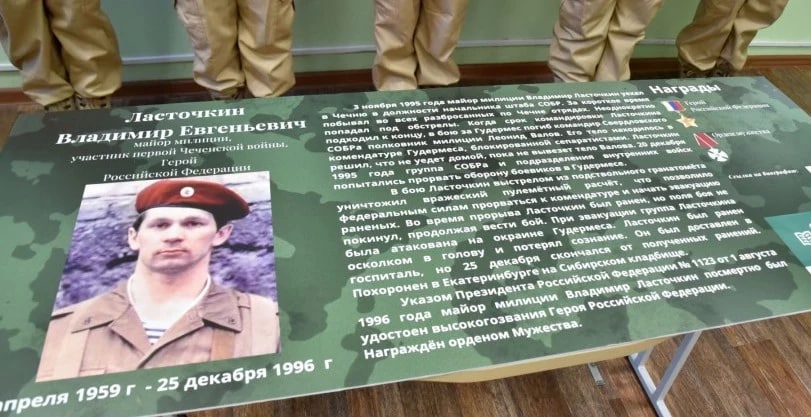 Ласточкин
Владимир Евгеньевич
майор милиции,
участник первой Чеченской войны.
Герой
Российской Федерации
апреля 1959 г - 25 декабря 1996 г
3 ноября 1995 года майор милиции Владимир Ласточкин уехал
в Чечню в должности начальника штаба СОБР. За короткое время
побывал во всех разбросанных по Чечне отрядах. Неоднократно
попадал под обстрелы. Когда срок командировки Ласточкина
подходил к концу, в бою за Гудермес погиб командир Свердловского
СОБРа полковник милиции Леонид Валов. Его тело находилось в
комендатуре Гудермеса, блокированной сепаратистами. Ласточкин
решил, что не уедет домой, пока не вывезет тело Валова. 20 декабря
1995 года группа СОБРа и подразделения внутренних войск
попытались прорвать оборону боевиков в Гудермесе.
В бою Ласточкин выстрелом из подствольного гранатомёта
уничтожил вражеский пулемётный расчёт, что позволило
федеральным силам прорваться к комендатуре и начать эвакуацию
раненых. Во время прорыва Ласточкин был ранен, но поле боя не
покинул, продолжая вести бой. При эвакуации группа Ласточкина
была атакована на окраине Гудермеса. Ласточкин был ранен
осколком в голову и потерял сознание. Он был доставлен в
госпиталь, но 25 декабря скончался от полученных ранений.
Похоронен в Екатеринбурге на Сибирском кладбище.
Указом Президента Российской Федерации № 1123 от 1 августа
1996 года майор милиции Владимир Ласточкин посмертно был
удостоен высокогозвания Героя Российской Федерации.
Награждён орденом Мужества.
Награды
Герой
Российской Федерации
Орден мужества
Ссылка на биографию: